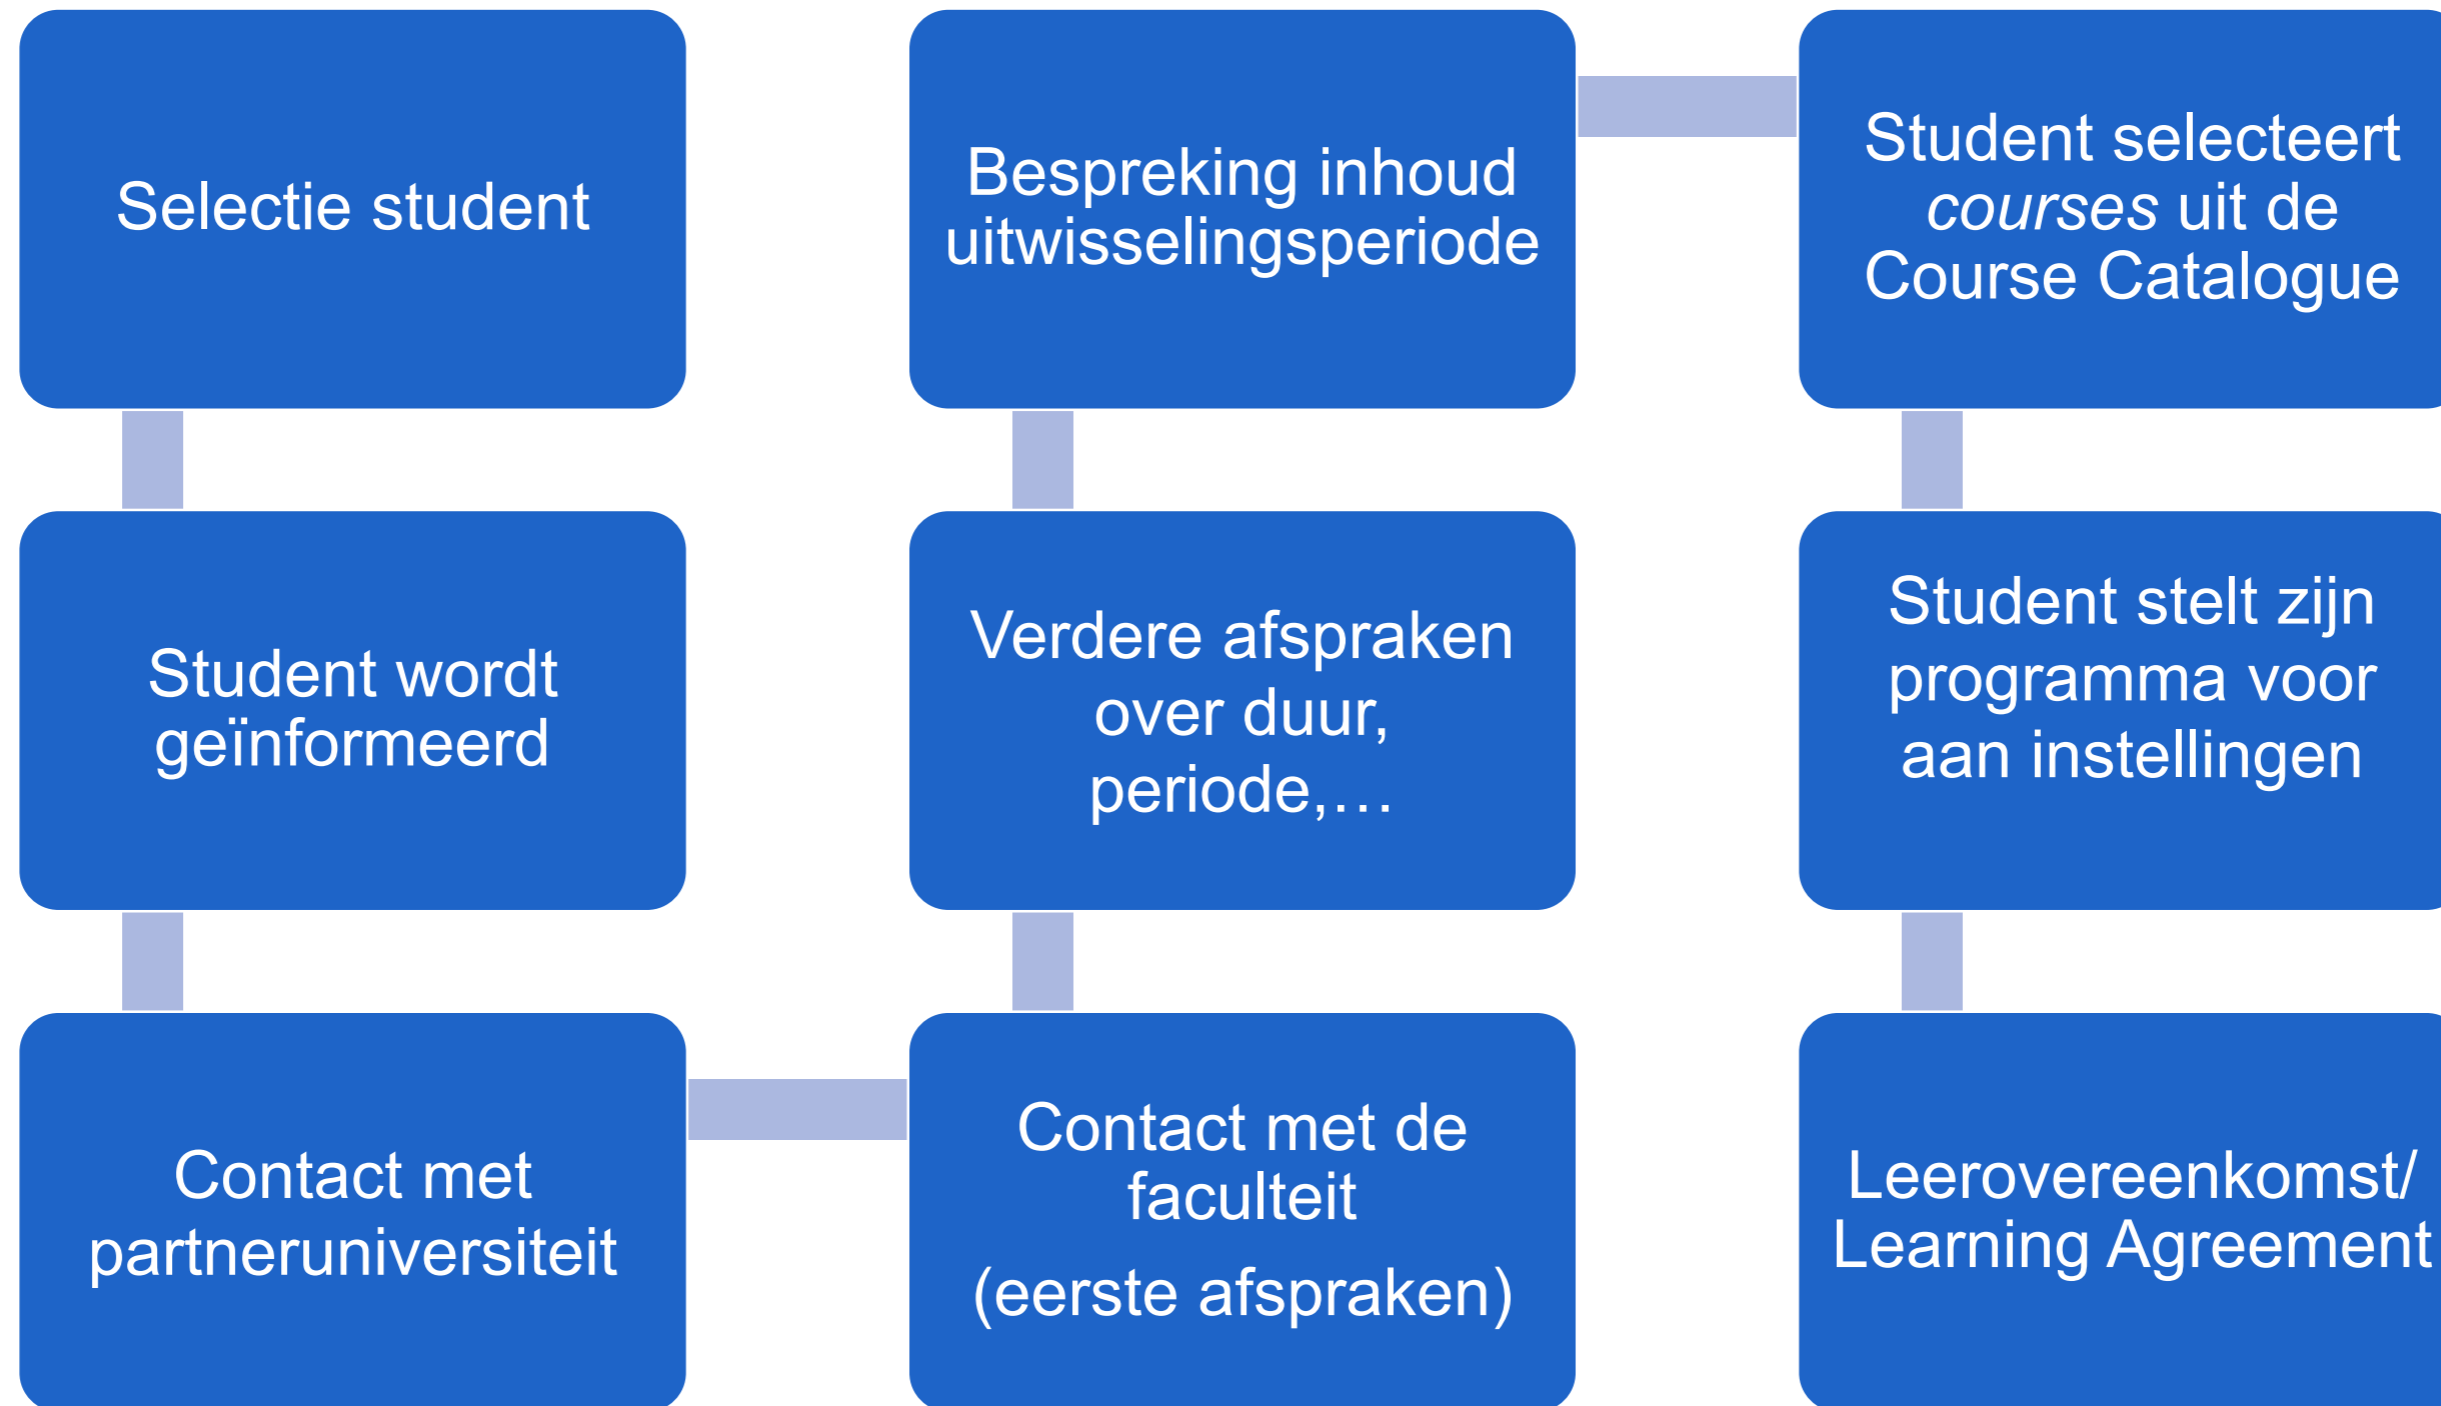 Selectie student
Student wordt
geïnformeerd
Contact met
partneruniversiteit
Contact met de
faculteit
(eerste afspraken)
Verdere afspraken
over duur,
periode,…
Bespreking inhoud
uitwisselingsperiode
Student selecteert
courses uit de
Course Catalogue
Student stelt zijn
programma voor
aan instellingen
Leerovereenkomst/
Learning Agreement